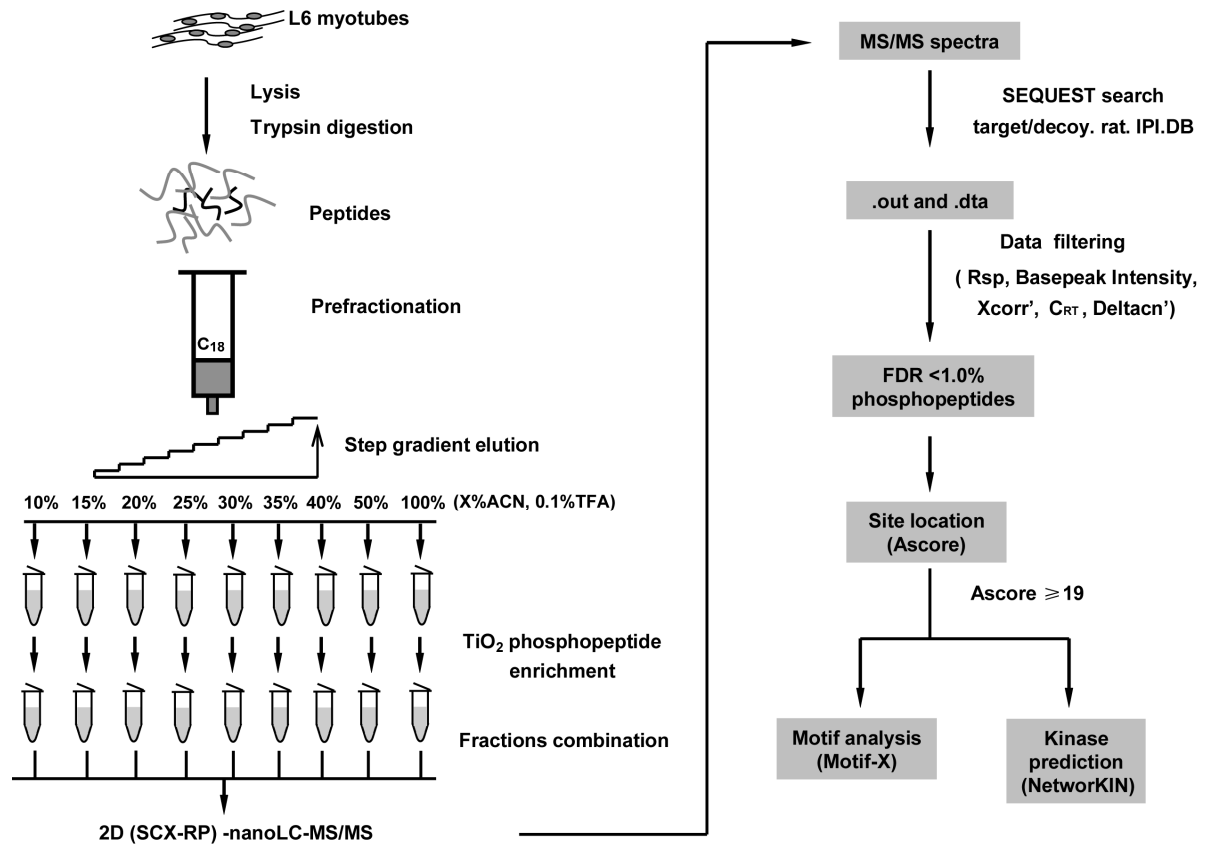 L6 myotubes
Lysis
Trypsin digestion
Peptides
Prefractionation
C18
Step gradient elution
10% 15% 20% 25% 30% 35% 40% 50% 100% (X%ACN, 0.1%TFA)
TiO2 phosphopeptide
enrichment
Fractions combination
2D (SCX-RP) -nanoLC-MS/MS
MS/MS spectra
SEQUEST search
target/decoy. rat. IPI.DB
.out and .dta
Data filtering
( Rsp, Basepeak Intensity,
Xcorr’, CRT , Deltacn’)
FDR <1.0%
phosphopeptides
Site location
(Ascore)
Ascore ≥19
Motif analysis
(Motif-X)
Kinase
prediction
(NetworKIN)